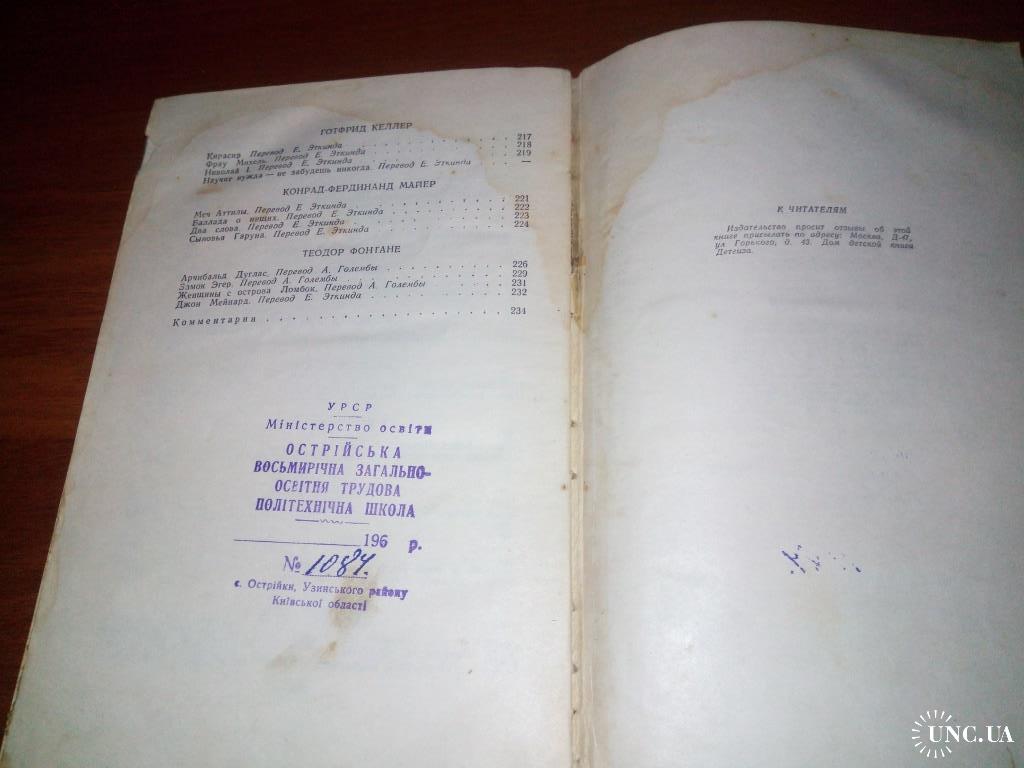 ГОТФРИД КЕЛЛЕР
Кирасир Перевод Е. Эткинда . . . . . . . . 217
Фрау Михель. Перевод Е. Эткинда . . . . . . . . 218
Николай I. Перевод Е. Эткинда . . . . . . . . 219
Научит нужда — не забудешь никогда. Перевод Е. Эткинда . . —
КОНРАД-ФЕРДИНАНД МАЙЕР
Меч Аттилы. Перевод Е. Эткинда . . . . . . . . 221
Баллада о нищих. Перевод Е. Эткинда . . . . . . . . 222
Два слова. Перевод Е. Эткинда . . . . . . . . 223
Сыновья Гаруна. Перевод Е. Эткинда . . . . . . . . 224
ТЕОДОР ФОНТАНЕ
Арчибальд Дуглас. Перевод А. Голембы . . . . . . . . 226
Замок Эгер. Перевод А. Голембы . . . . . . . . 229
Женщины с острова Ломбок. Перевод А. Голембы . . . . . 231
Джон Мейнард. Перевод Е. Эткинда . . . . . . . . 232
Комментарии . . . . . . . . . . . . . . 234
УРСР
Міністерство освіти
ОСТРІЙСЬКА
ВОСЬМИРІЧНА ЗАГАЛЬНО-
ОСВІТНЯ ТРУДОВА
ПОЛІТЕХНІЧНА ШКОЛА
196 р.
№ 1084.
с. Острійки, Узинського району
Київської області
К ЧИТАТЕЛЯМ
Издательство просит отзывы об этой
книге присылать по адресу: Москва, Д-47,
ул Горького, д. 43. Дом детской книги
Детгиза.
UNC.UA